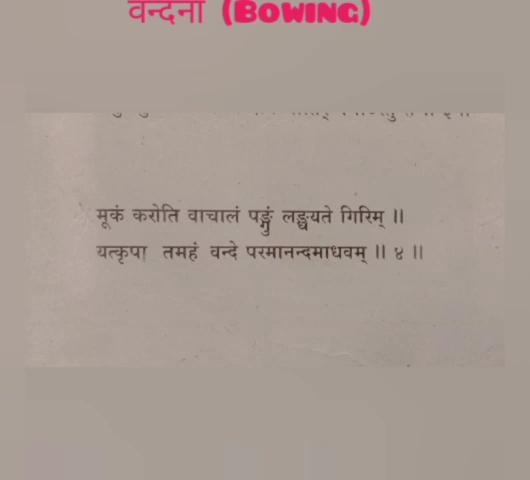 वन्दना (BOWING)
मूकं करोति वाचालं पङ्गुं लङ्घयते गिरिम् ॥
यत्कृपा तमहं वन्दे परमानन्दमाधवम् ॥ ४ ॥